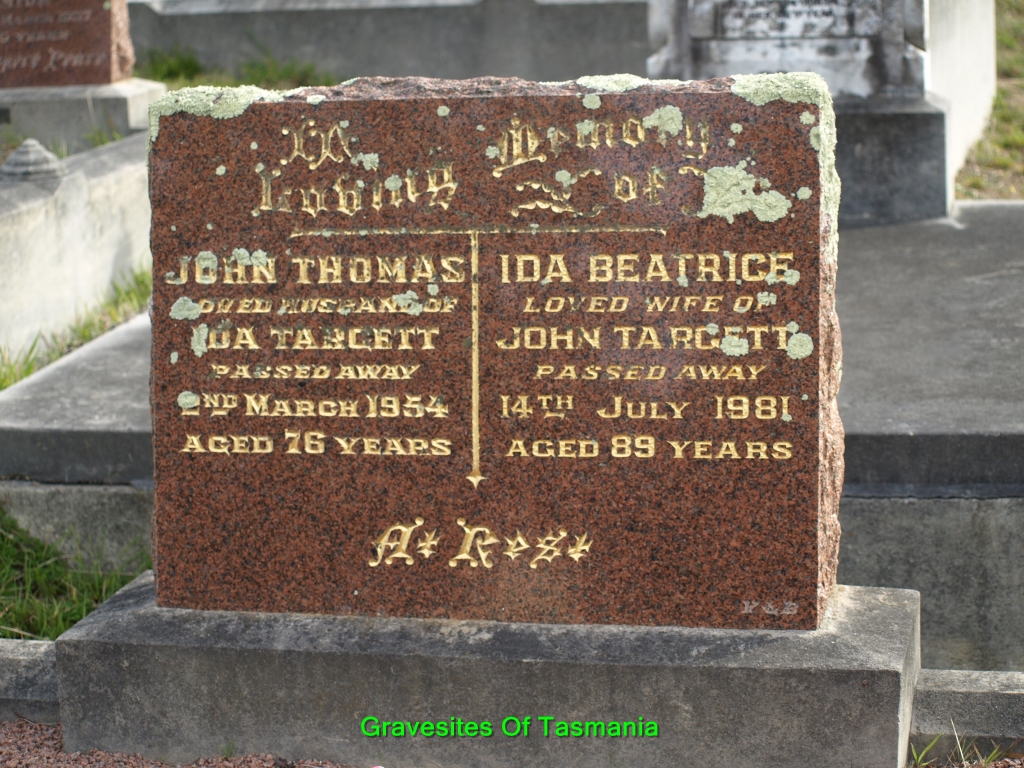 In Memory
Loving of
JOHN THOMAS
LOVED HUSBAND OF
IDA TARGETT
PASSED AWAY
2ND MARCH 1954
AGED 76 YEARS
IDA BEATRICE
LOVED WIFE OF
JOHN TARGETT
PASSED AWAY
14TH JULY 1981
AGED 89 YEARS
At Rest
V & B
Gravesites Of Tasmania